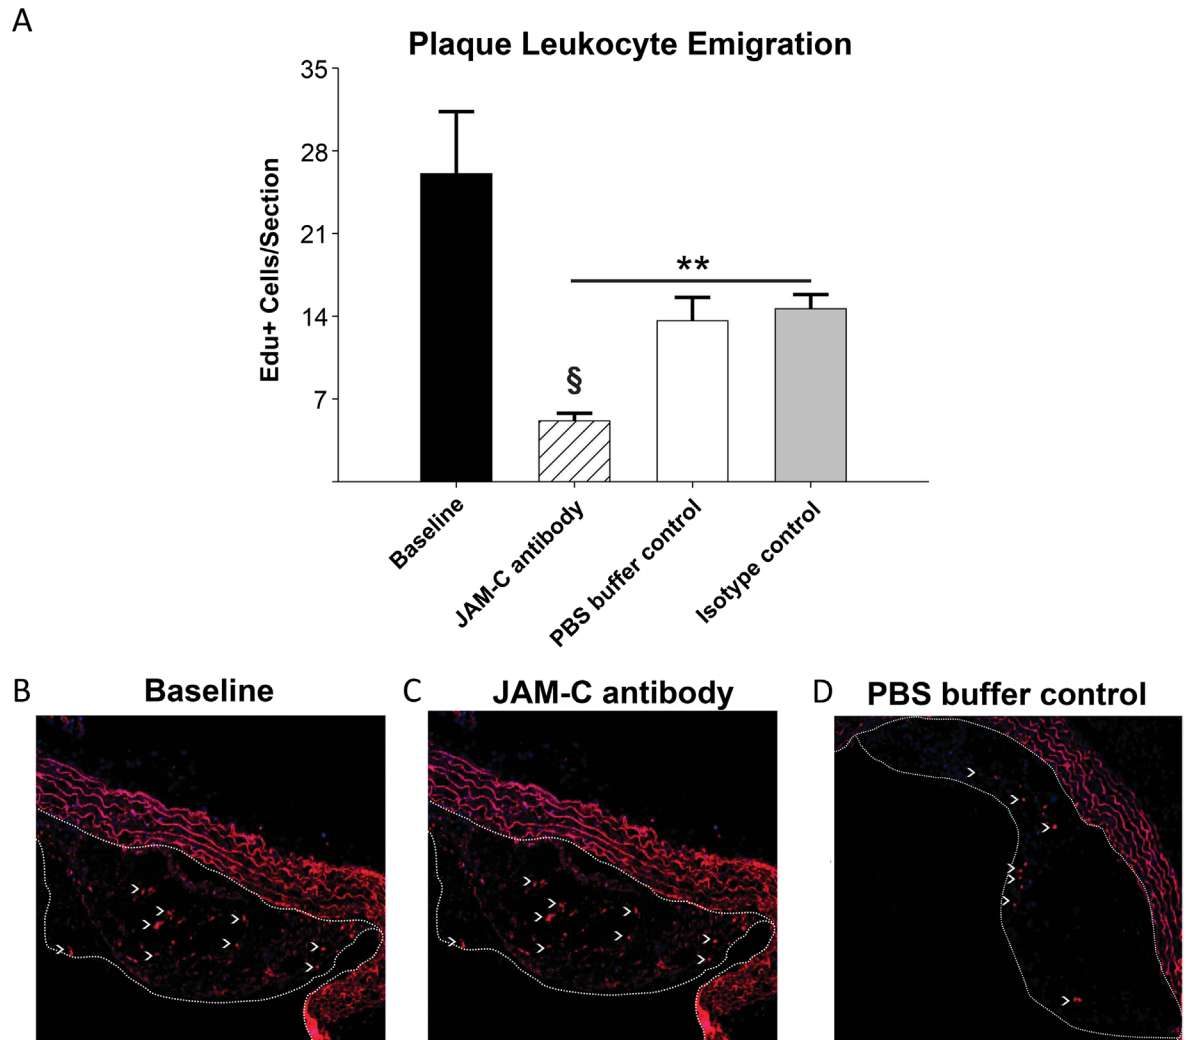 A
Plaque Leukocyte Emigration
Edu+ Cells/Section
35
28
21
14
7
**
§
Baseline
JAM-C antibody
PBS buffer control
Isotype control
B Baseline
C JAM-C antibody
D PBS buffer control